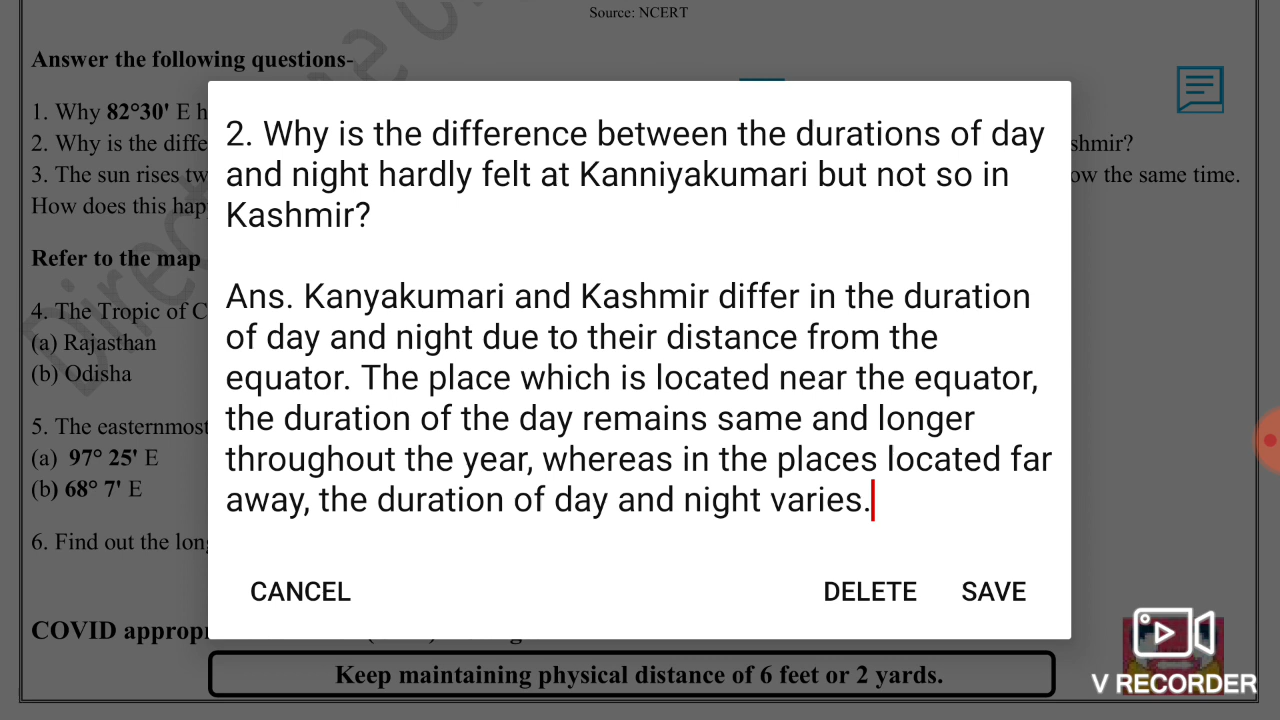 Source: NCERT
Answer the following questions-
1. Why 82°30' E h
2. Why is the diffe shmir?
3. The sun rises tw ow the same time.
How does this hap
Refer to the map
4. The Tropic of C
(a) Rajasthan
(b) Odisha
5. The easternmost
(a) 97° 25' E
(b) 68° 7' E
6. Find out the long
COVID appropr
Keep maintaining physical distance of 6 feet or 2 yards.
2. Why is the difference between the durations of day
and night hardly felt at Kanniyakumari but not so in
Kashmir?
Ans. Kanyakumari and Kashmir differ in the duration
of day and night due to their distance from the
equator. The place which is located near the equator,
the duration of the day remains same and longer
throughout the year, whereas in the places located far
away, the duration of day and night varies.
CANCEL DELETE SAVE
V RECORDER